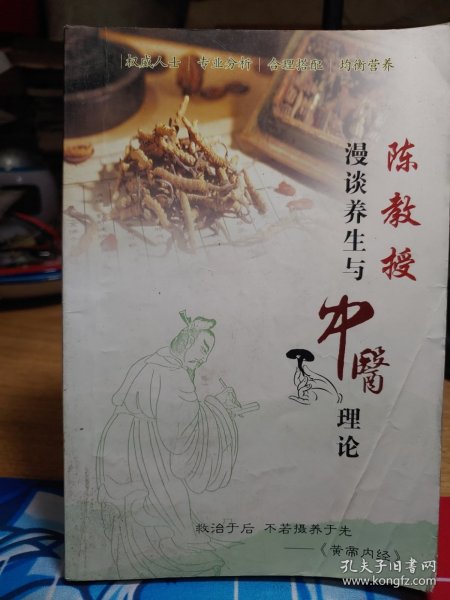 权威人士 | 专业分析 | 合理搭配 | 均衡营养
陈教授
漫谈养生与中醫理论
救治于后 不若摄养于先
——《黄帝内经》
孔夫子旧书网
www.kongfz.com